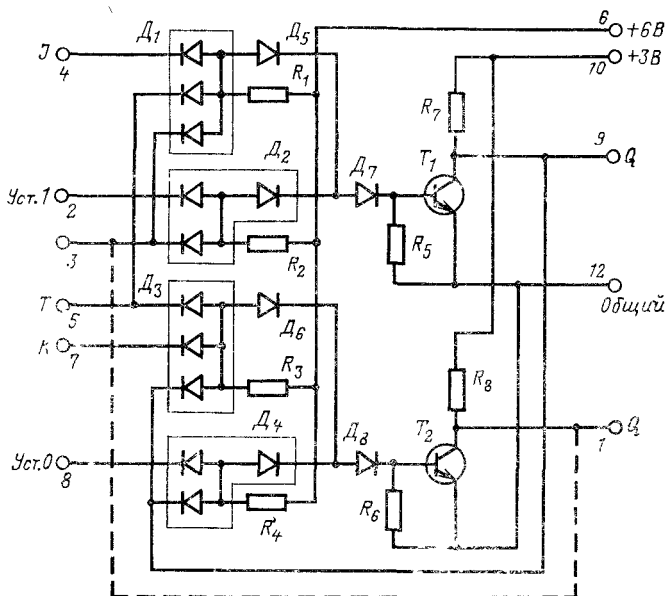 J
4
Д1
Д5
R1
6
+6В
+3В
10
R7
9
Q
T1
Д2
Д7
Уст.1
2
3
R2
R5
12
Общий
T
5
Д3
Д6
К
7
R3
R8
Д4
Д8
T2
1
Q
Уст.0
8
R4
R6